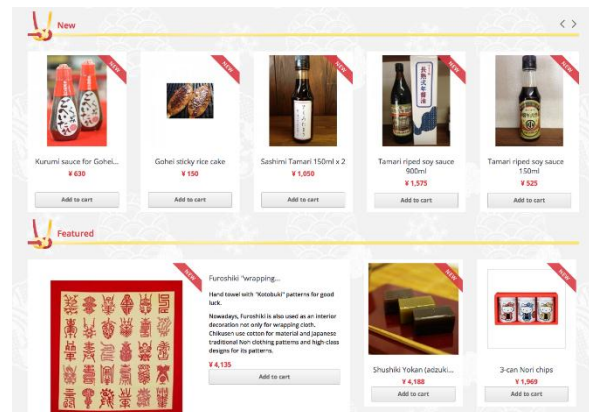 New
NEW
NEW
NEW
NEW
NEW
Kurumi sauce for Gohei...
¥ 630
Add to cart
Gohei sticky rice cake
¥ 150
Add to cart
Sashimi Tamari 150ml x 2
¥ 1,050
Add to cart
Tamari riped soy sauce
900ml
¥ 1,575
Add to cart
Tamari riped soy sauce
150ml
¥ 525
Add to cart
Featured
NEW
Furoshiki "wrapping...
Hand towel with "Kotobuki" patterns for good
luck.
Nowadays, Furoshiki is also used as an interior
decoration not only for wrapping cloth.
Chikusen use cotton for material and Japanese
traditional Noh clothing patterns and high class
designs for its patterns.
¥ 4,135
Add to cart
NEW
Shushiki Yokan (adzuki...
¥ 4,188
Add to cart
NEW
3-can Nori chips
¥ 1,969
Add to cart